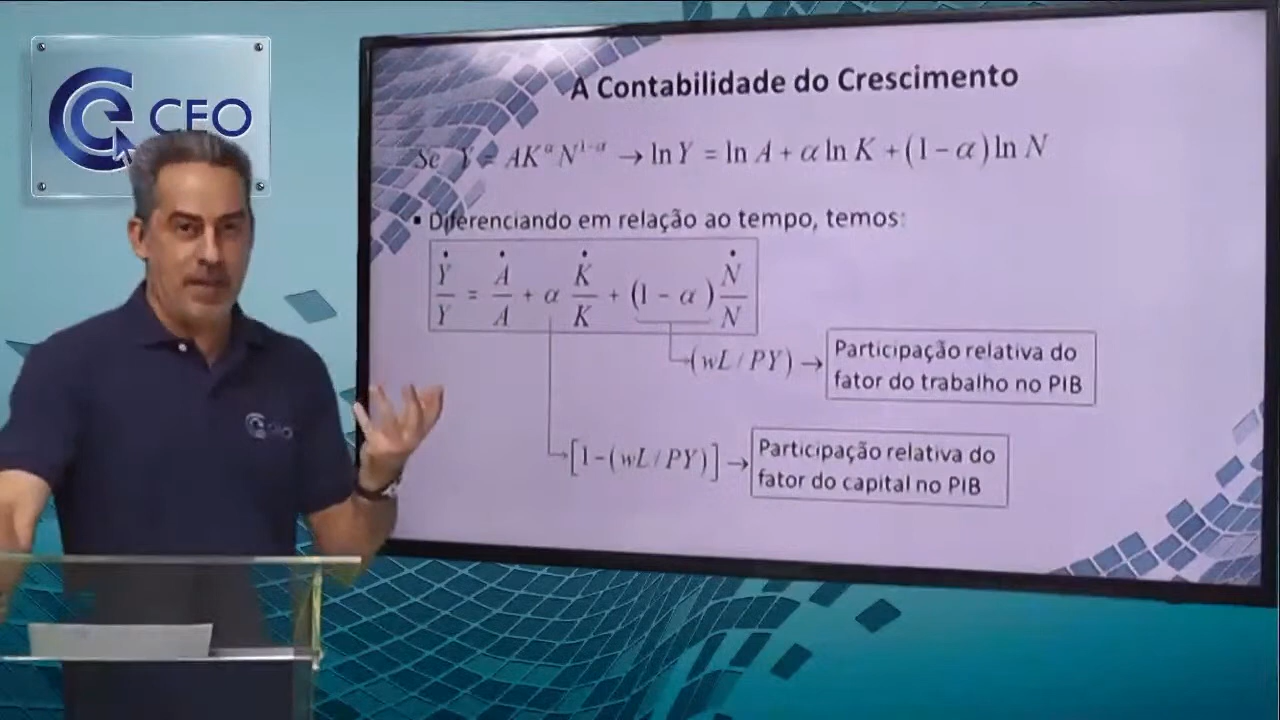 CEO
A Contabilidade do Crescimento
Se Y = AK^α N^{1-α} → ln Y = ln A + α ln K + (1 − α) ln N
▪ Diferenciando em relação ao tempo, temos:
Ẏ/Y = Ȧ/A + α K̇/K + (1 − α) Ṅ/N
(wL / PY) → Participação relativa do
fator do trabalho no PIB
[1−(wL / PY)] → Participação relativa do
fator do capital no PIB
CEO